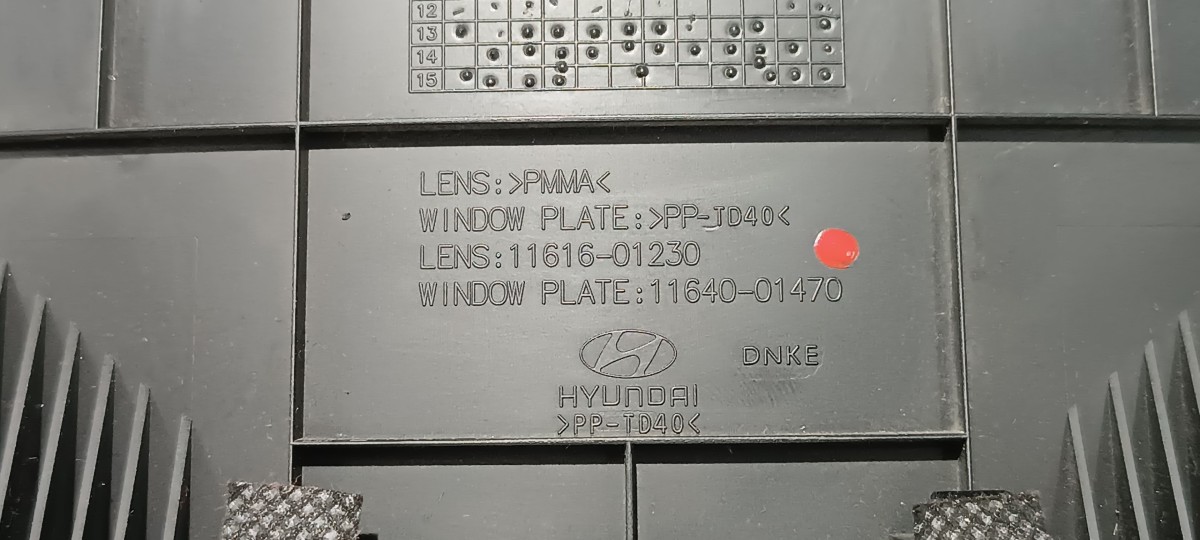 12
13
14
15
LENS:>PMMA<
WINDOW PLATE:>PP-TD40<
LENS:11616-01230
WINDOW PLATE:11640-01470
DNKE
HYUNDAI
>PP-TD40<